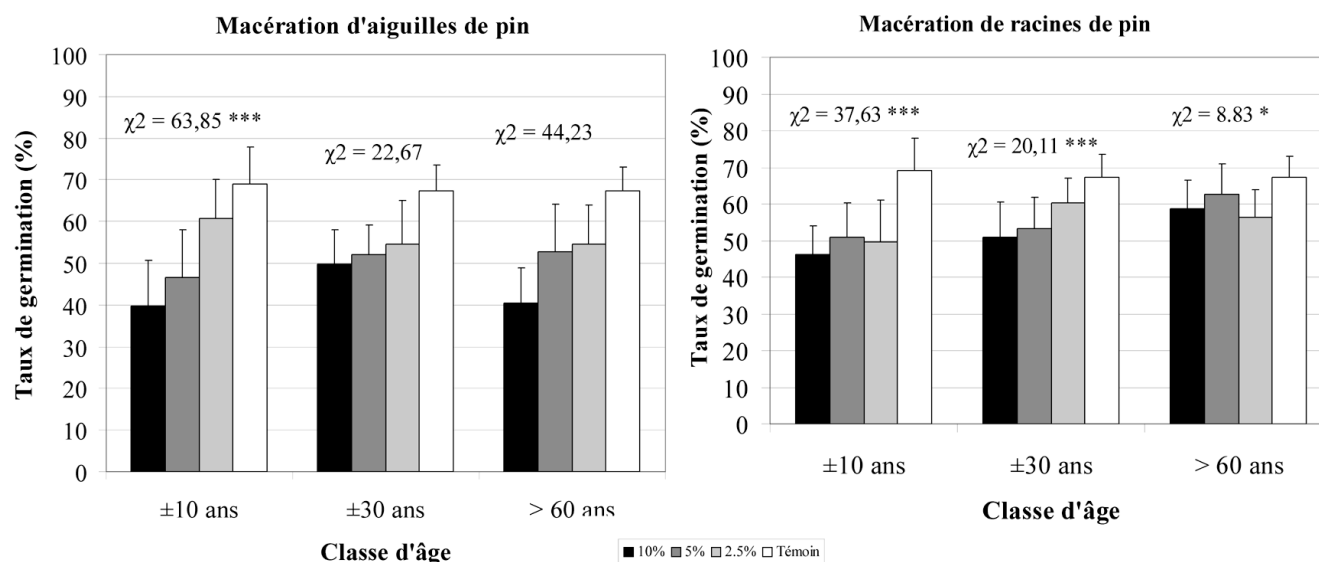 Macération d'aiguilles de pin
Taux de germination (%)
100
90
80
70
60
50
40
30
20
10
0
χ2 = 63,85 ***
χ2 = 22,67
χ2 = 44,23
±10 ans
±30 ans
> 60 ans
Classe d'âge
Macération de racines de pin
Taux de germination (%)
100
90
80
70
60
50
40
30
20
10
0
χ2 = 37,63 ***
χ2 = 20,11 ***
χ2 = 8.83 *
±10 ans
±30 ans
> 60 ans
Classe d'âge
10% 5% 2.5% Témoin